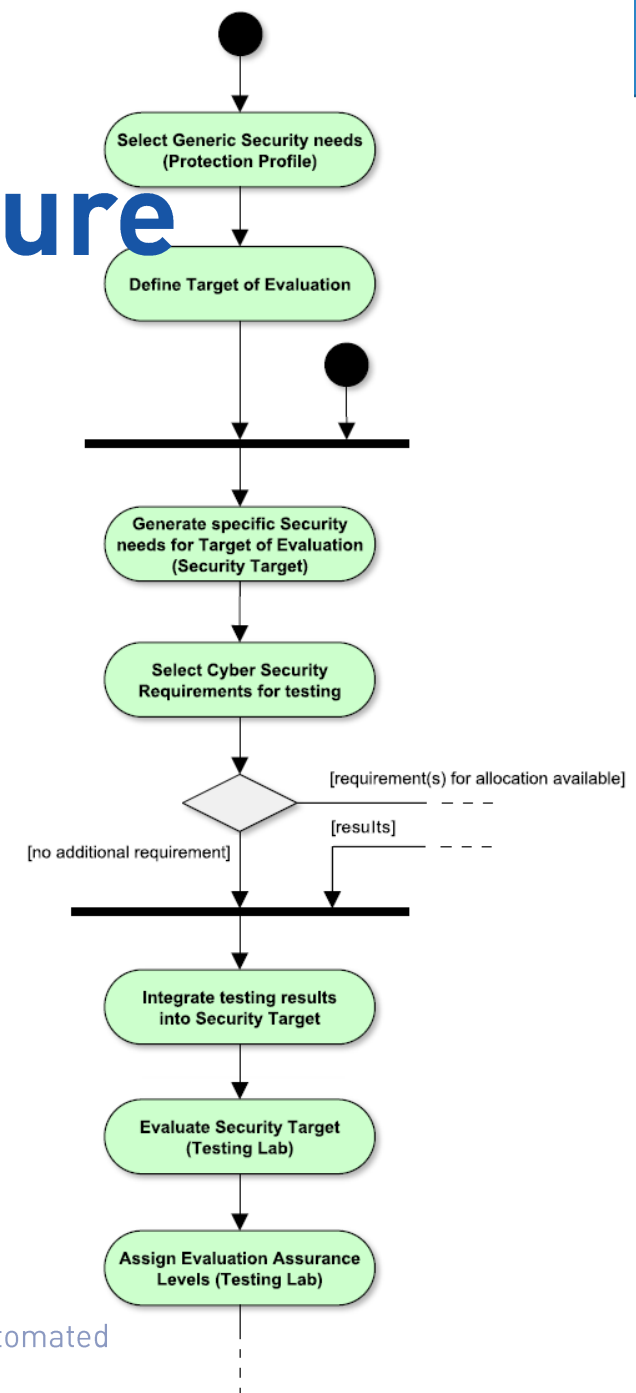 Select Generic Security needs
(Protection Profile)
ure
Define Target of Evaluation
Generate specific Security
needs for Target of Evaluation
(Security Target)
Select Cyber Security
Requirements for testing
[requirement(s) for allocation available]
[results]
[no additional requirement]
Integrate testing results
into Security Target
Evaluate Security Target
(Testing Lab)
Assign Evaluation Assurance
Levels (Testing Lab)
tomated